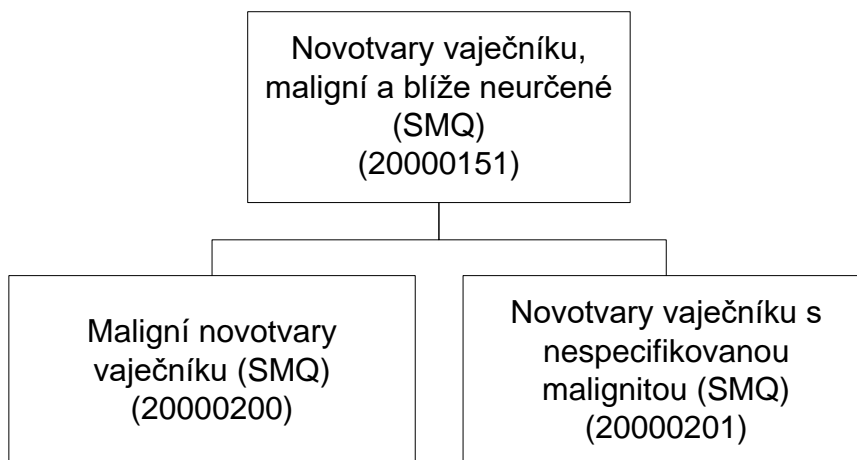 Novotvary vaječníku,
maligní a blíže neurčené
(SMQ)
(20000151)
Maligní novotvary
vaječníku (SMQ)
(20000200)
Novotvary vaječníku s
nespecifikovanou
malignitou (SMQ)
(20000201)